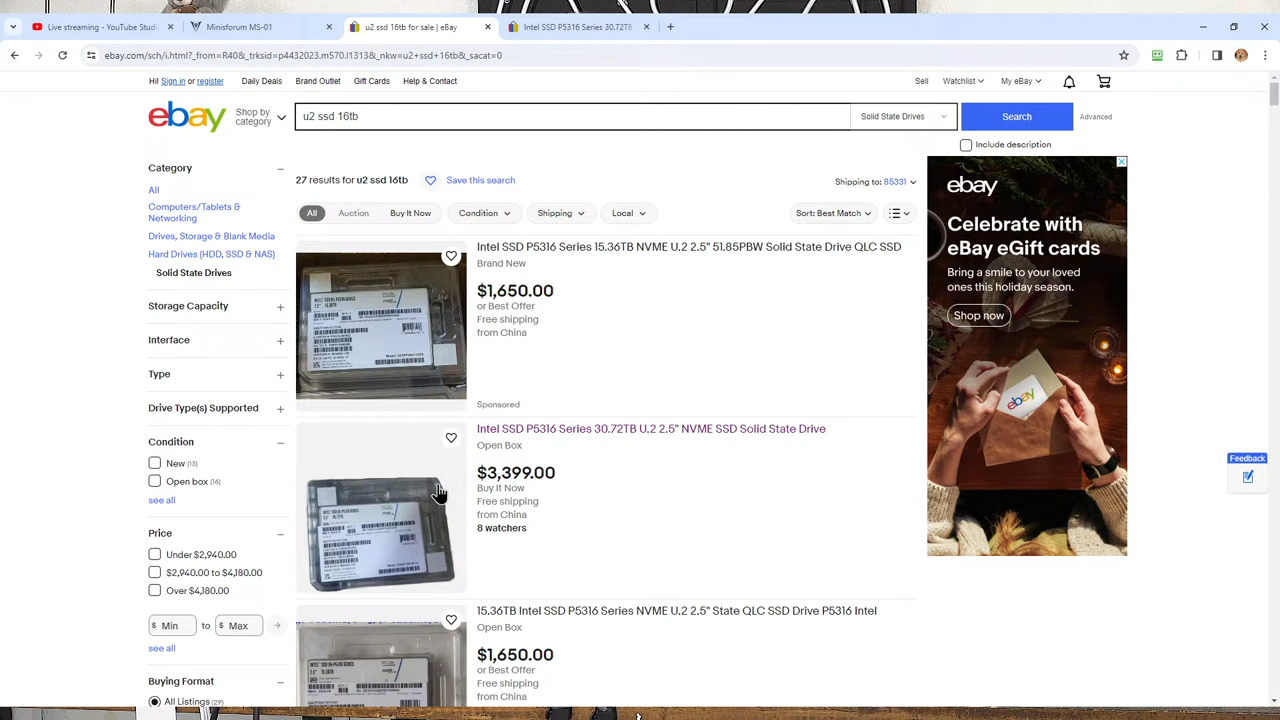 Live streaming - YouTube Studio
Minisforum MS-01
u2 ssd 16tb for sale | eBay
Intel SSD P5316 Series 30.72TB
ebay.com/sch/i.html?_from=R40&_trksid=p4432023.m570.l1313&_nkw=u2+ssd+16tb&_sacat=0
Hi! Sign in or register
Daily Deals
Brand Outlet
Gift Cards
Help & Contact
Sell
Watchlist
My eBay
ebay
Shop by category
u2 ssd 16tb
Solid State Drives
Search
Advanced
Include description
Category
All
Computers/Tablets &
Networking
Drives, Storage & Blank Media
Hard Drives (HDD, SSD & NAS)
Solid State Drives
Storage Capacity
Interface
Type
Drive Type(s) Supported
Condition
New (13)
Open box (16)
see all
Price
Under $2,940.00
$2,940.00 to $4,180.00
Over $4,180.00
$ Min to $ Max
see all
Buying Format
All Listings (29)
27 results for u2 ssd 16tb
Save this search
Shipping to: 85331
All
Auction
Buy It Now
Condition
Shipping
Local
Sort: Best Match
Intel SSD P5316 Series 15.36TB NVME U.2 2.5" 51.85PBW Solid State Drive QLC SSD
Brand New
$1,650.00
or Best Offer
Free shipping
from China
Sponsored
Intel SSD P5316 Series 30.72TB U.2 2.5" NVME SSD Solid State Drive
Open Box
$3,399.00
Buy It Now
Free shipping
from China
8 watchers
15.36TB Intel SSD P5316 Series NVME U.2 2.5" State QLC SSD Drive P5316 Intel
Open Box
$1,650.00
or Best Offer
Free shipping
from China
ebay
Celebrate with
eBay eGift cards
Bring a smile to your loved
ones this holiday season.
Shop now
ebay
Feedback